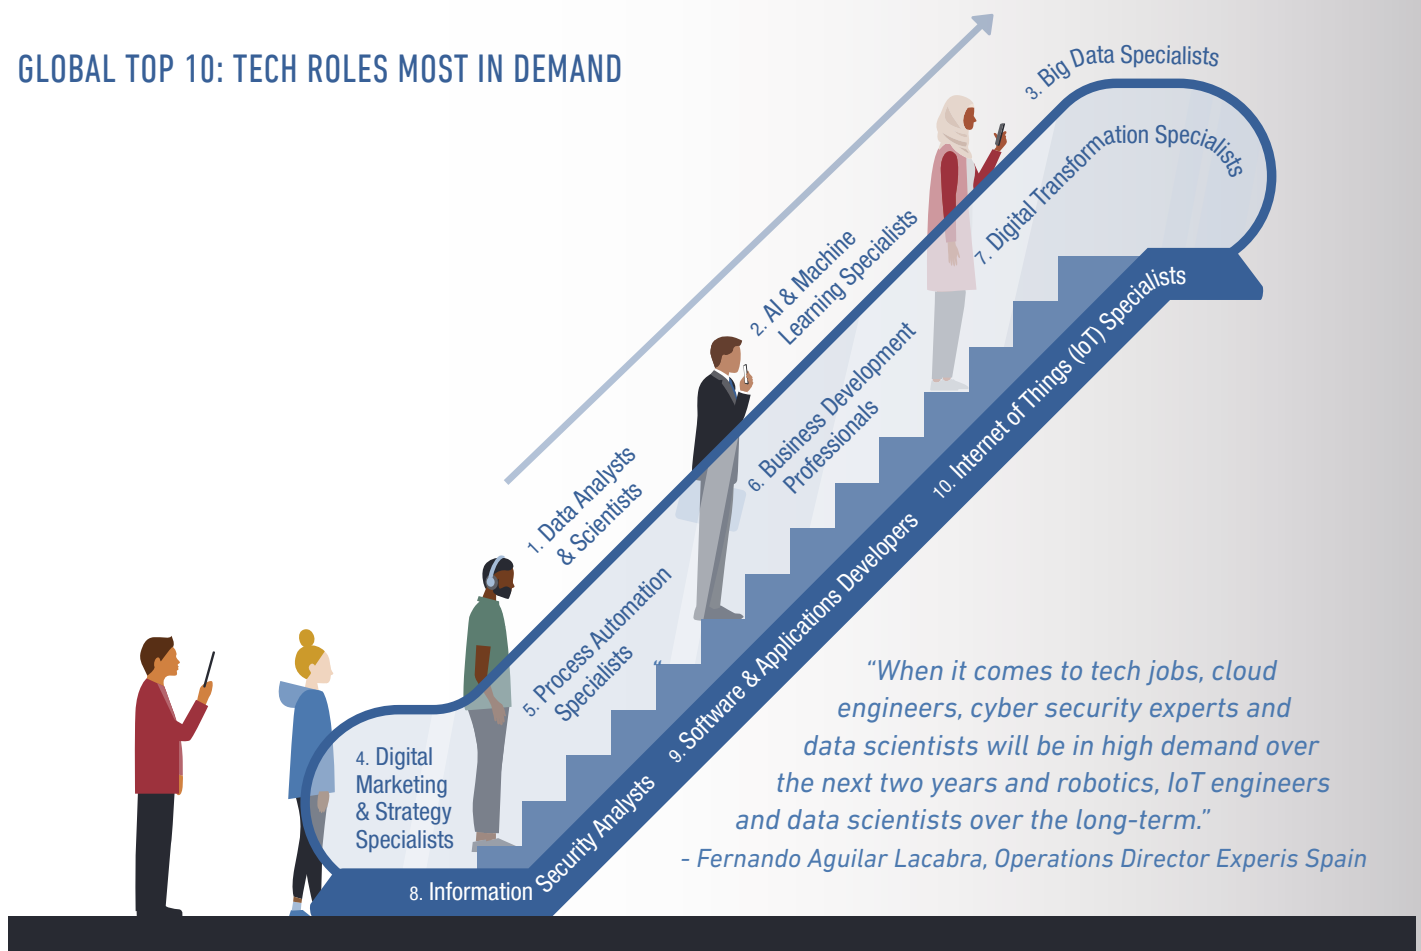 GLOBAL TOP 10: TECH ROLES MOST IN DEMAND
1. Data Analysts
& Scientists
2. AI & Machine
Learning Specialists
3. Big Data Specialists
4. Digital
Marketing
& Strategy
Specialists
5. Process Automation
Specialists
“
6. Business Development
Professionals
7. Digital Transformation Specialists
8. Information Security Analysts
9. Software & Applications Developers
10. Internet of Things (IoT) Specialists
“When it comes to tech jobs, cloud
engineers, cyber security experts and
data scientists will be in high demand over
the next two years and robotics, IoT engineers
and data scientists over the long-term.”
- Fernando Aguilar Lacabra, Operations Director Experis Spain